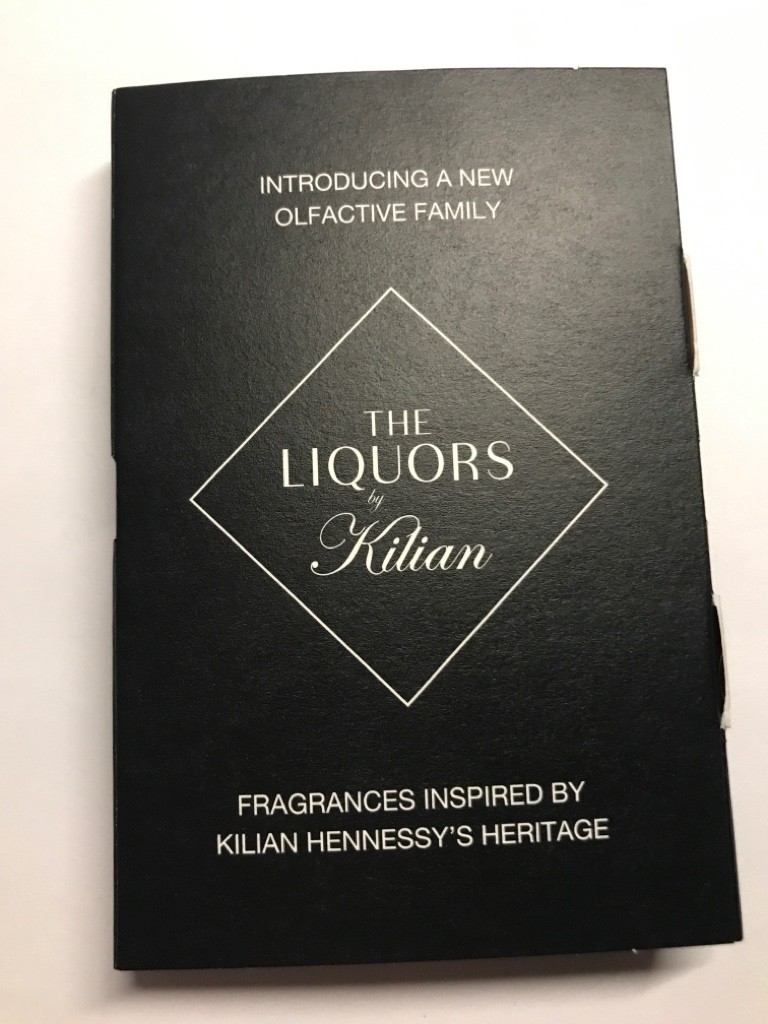 INTRODUCING A NEW
OLFACTIVE FAMILY
THE
LIQUORS
by
Kilian
FRAGRANCES INSPIRED BY
KILIAN HENNESSY'S HERITAGE